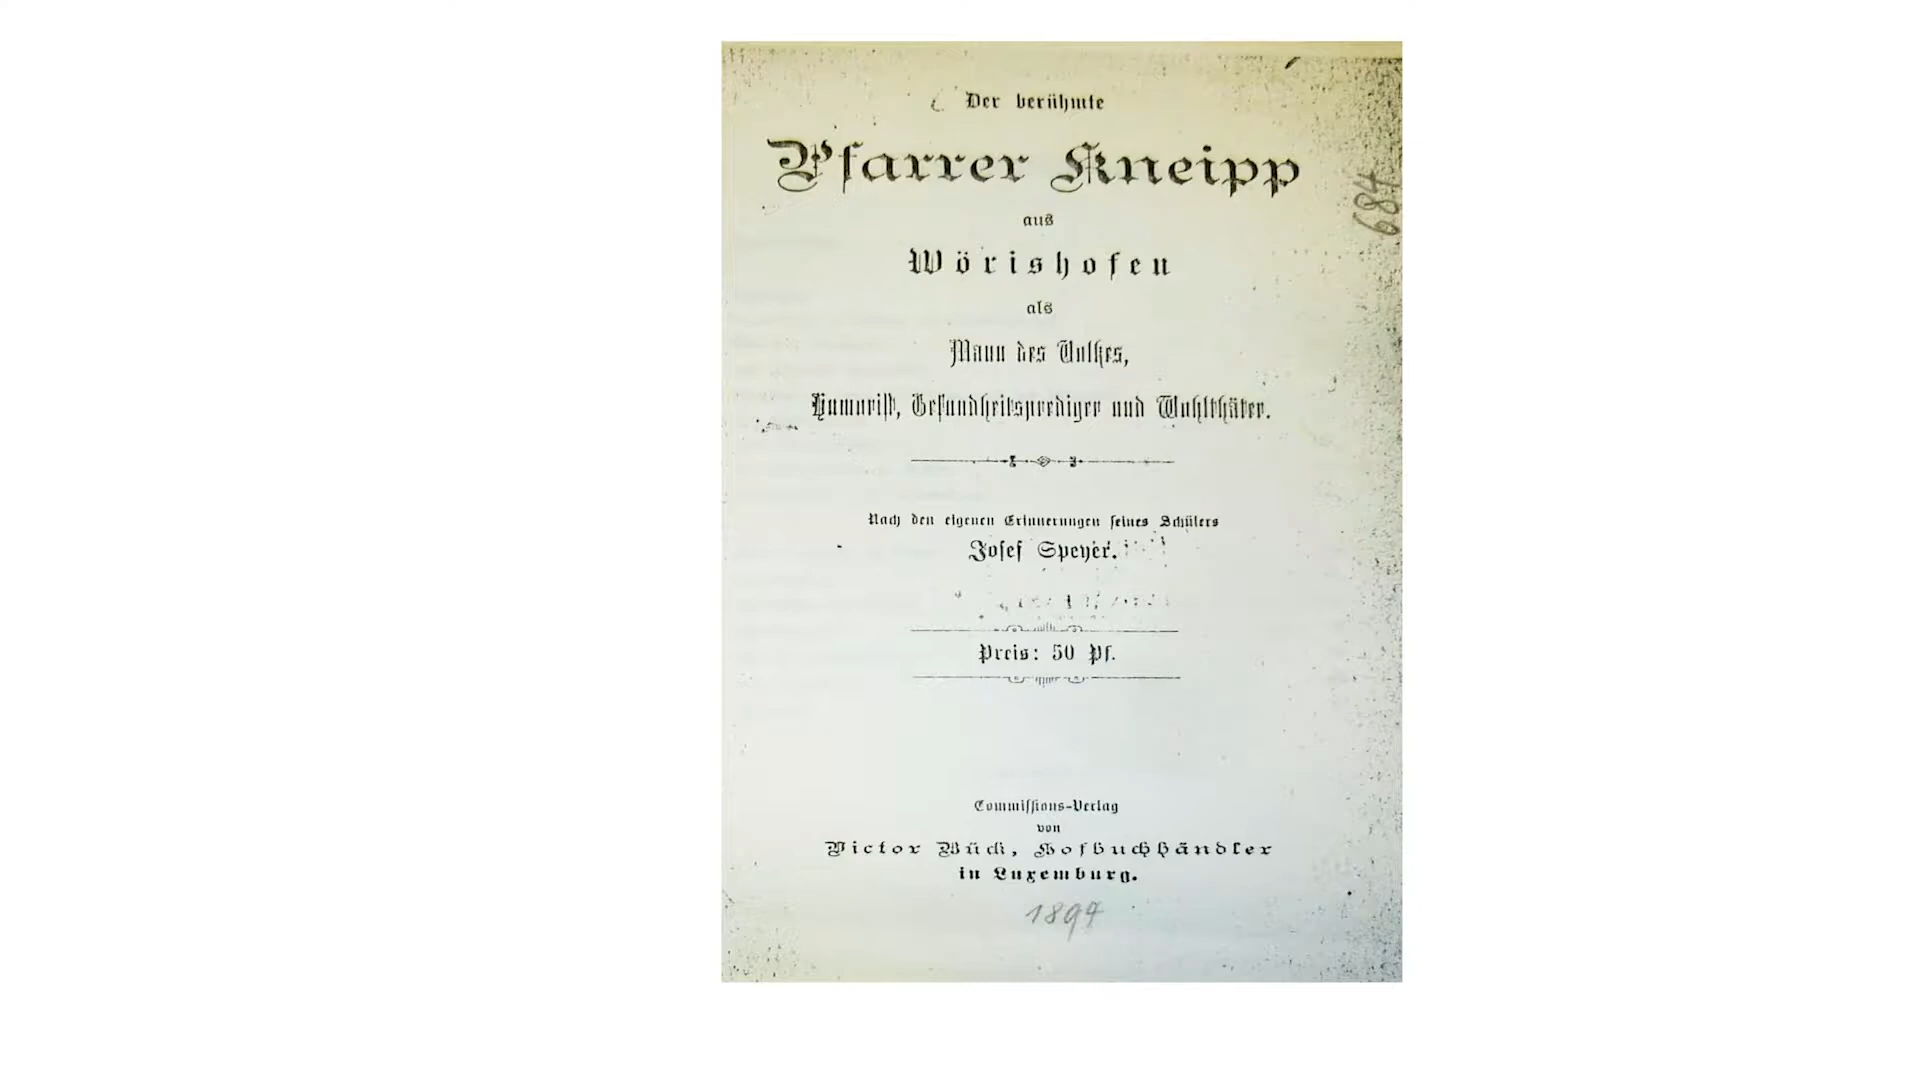 Der berühmte
Pfarrer Kneipp
aus
Wörishofen
als
Mann des Volkes,
Humorist, Gesundheitsprediger und Wohlthäter.
Nach den eigenen Erinnerungen seines Schülers
Josef Speyer.
Preis: 50 Pf.
Commissions-Verlag
von
Victor Bück, Hofbuchhändler
in Luxemburg.
1894
684